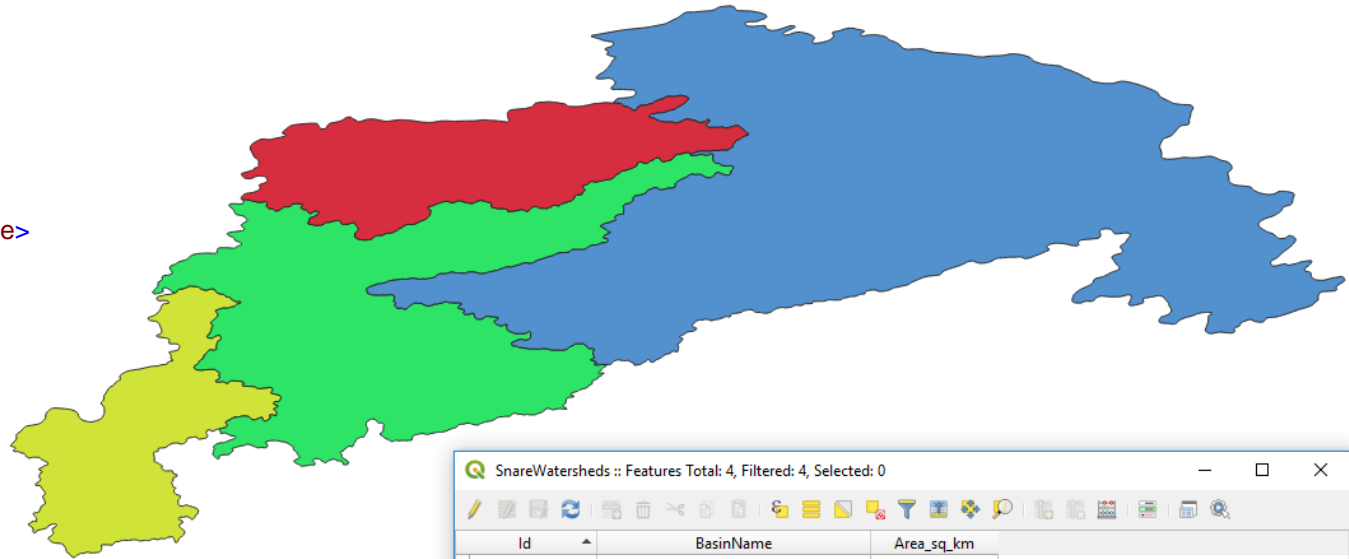 e>
SnareWatersheds :: Features Total: 4, Filtered: 4, Selected: 0
Id BasinName Area_sq_km